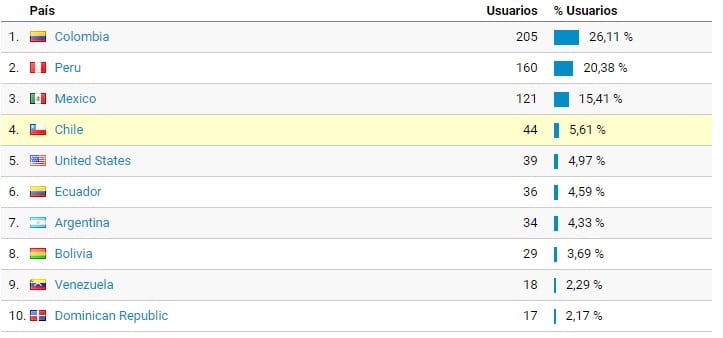 País Usuarios % Usuarios
1. Colombia 205 26,11 %
2. Peru 160 20,38 %
3. Mexico 121 15,41 %
4. Chile 44 5,61 %
5. United States 39 4,97 %
6. Ecuador 36 4,59 %
7. Argentina 34 4,33 %
8. Bolivia 29 3,69 %
9. Venezuela 18 2,29 %
10. Dominican Republic 17 2,17 %